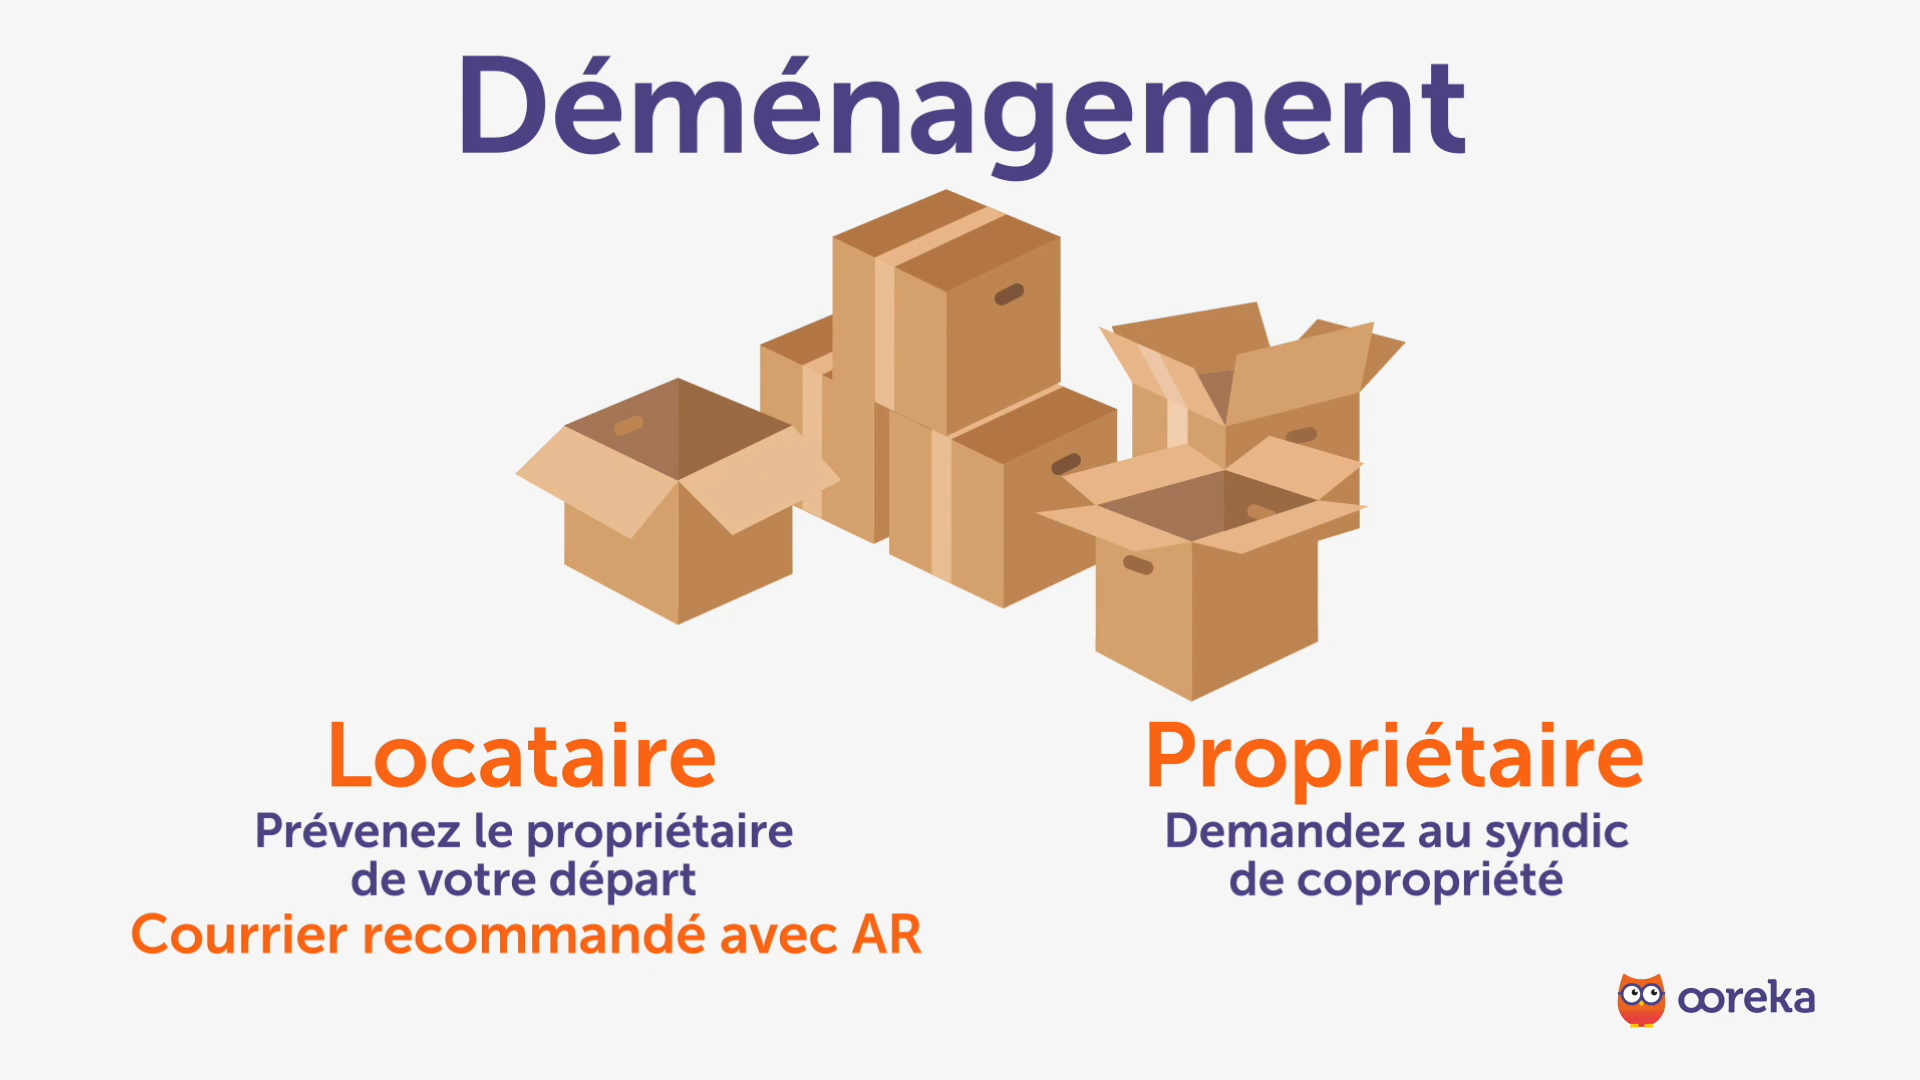 Déménagement
Locataire
Prévenez le propriétaire
de votre départ
Courrier recommandé avec AR
Propriétaire
Demandez au syndic
de copropriété
ooreka